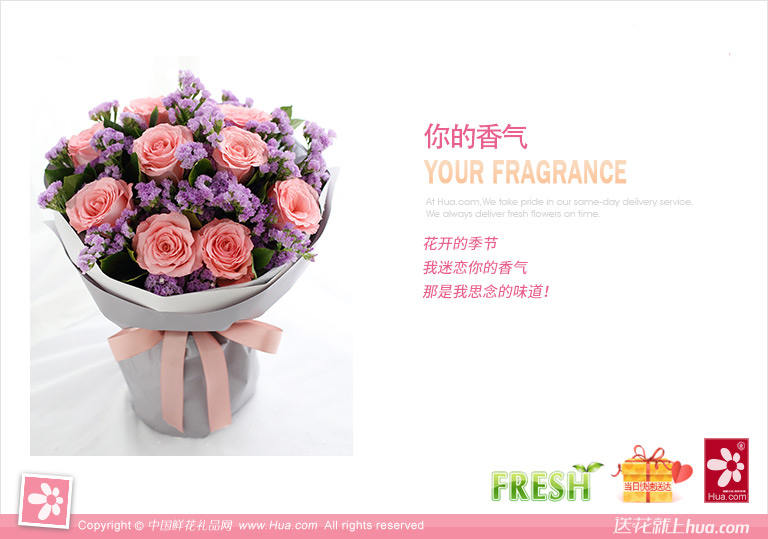 你的香气
YOUR FRAGRANCE
At Hua.com,We take pride in our same-day delivery service.
We always deliver fresh flowers on time.
花开的季节
我迷恋你的香气
那是我思念的味道！
FRESH
当日快速送达
Hua.com
Copyright © 中国鲜花礼品网 www.Hua.com All rights reserved
送花就上hua.com